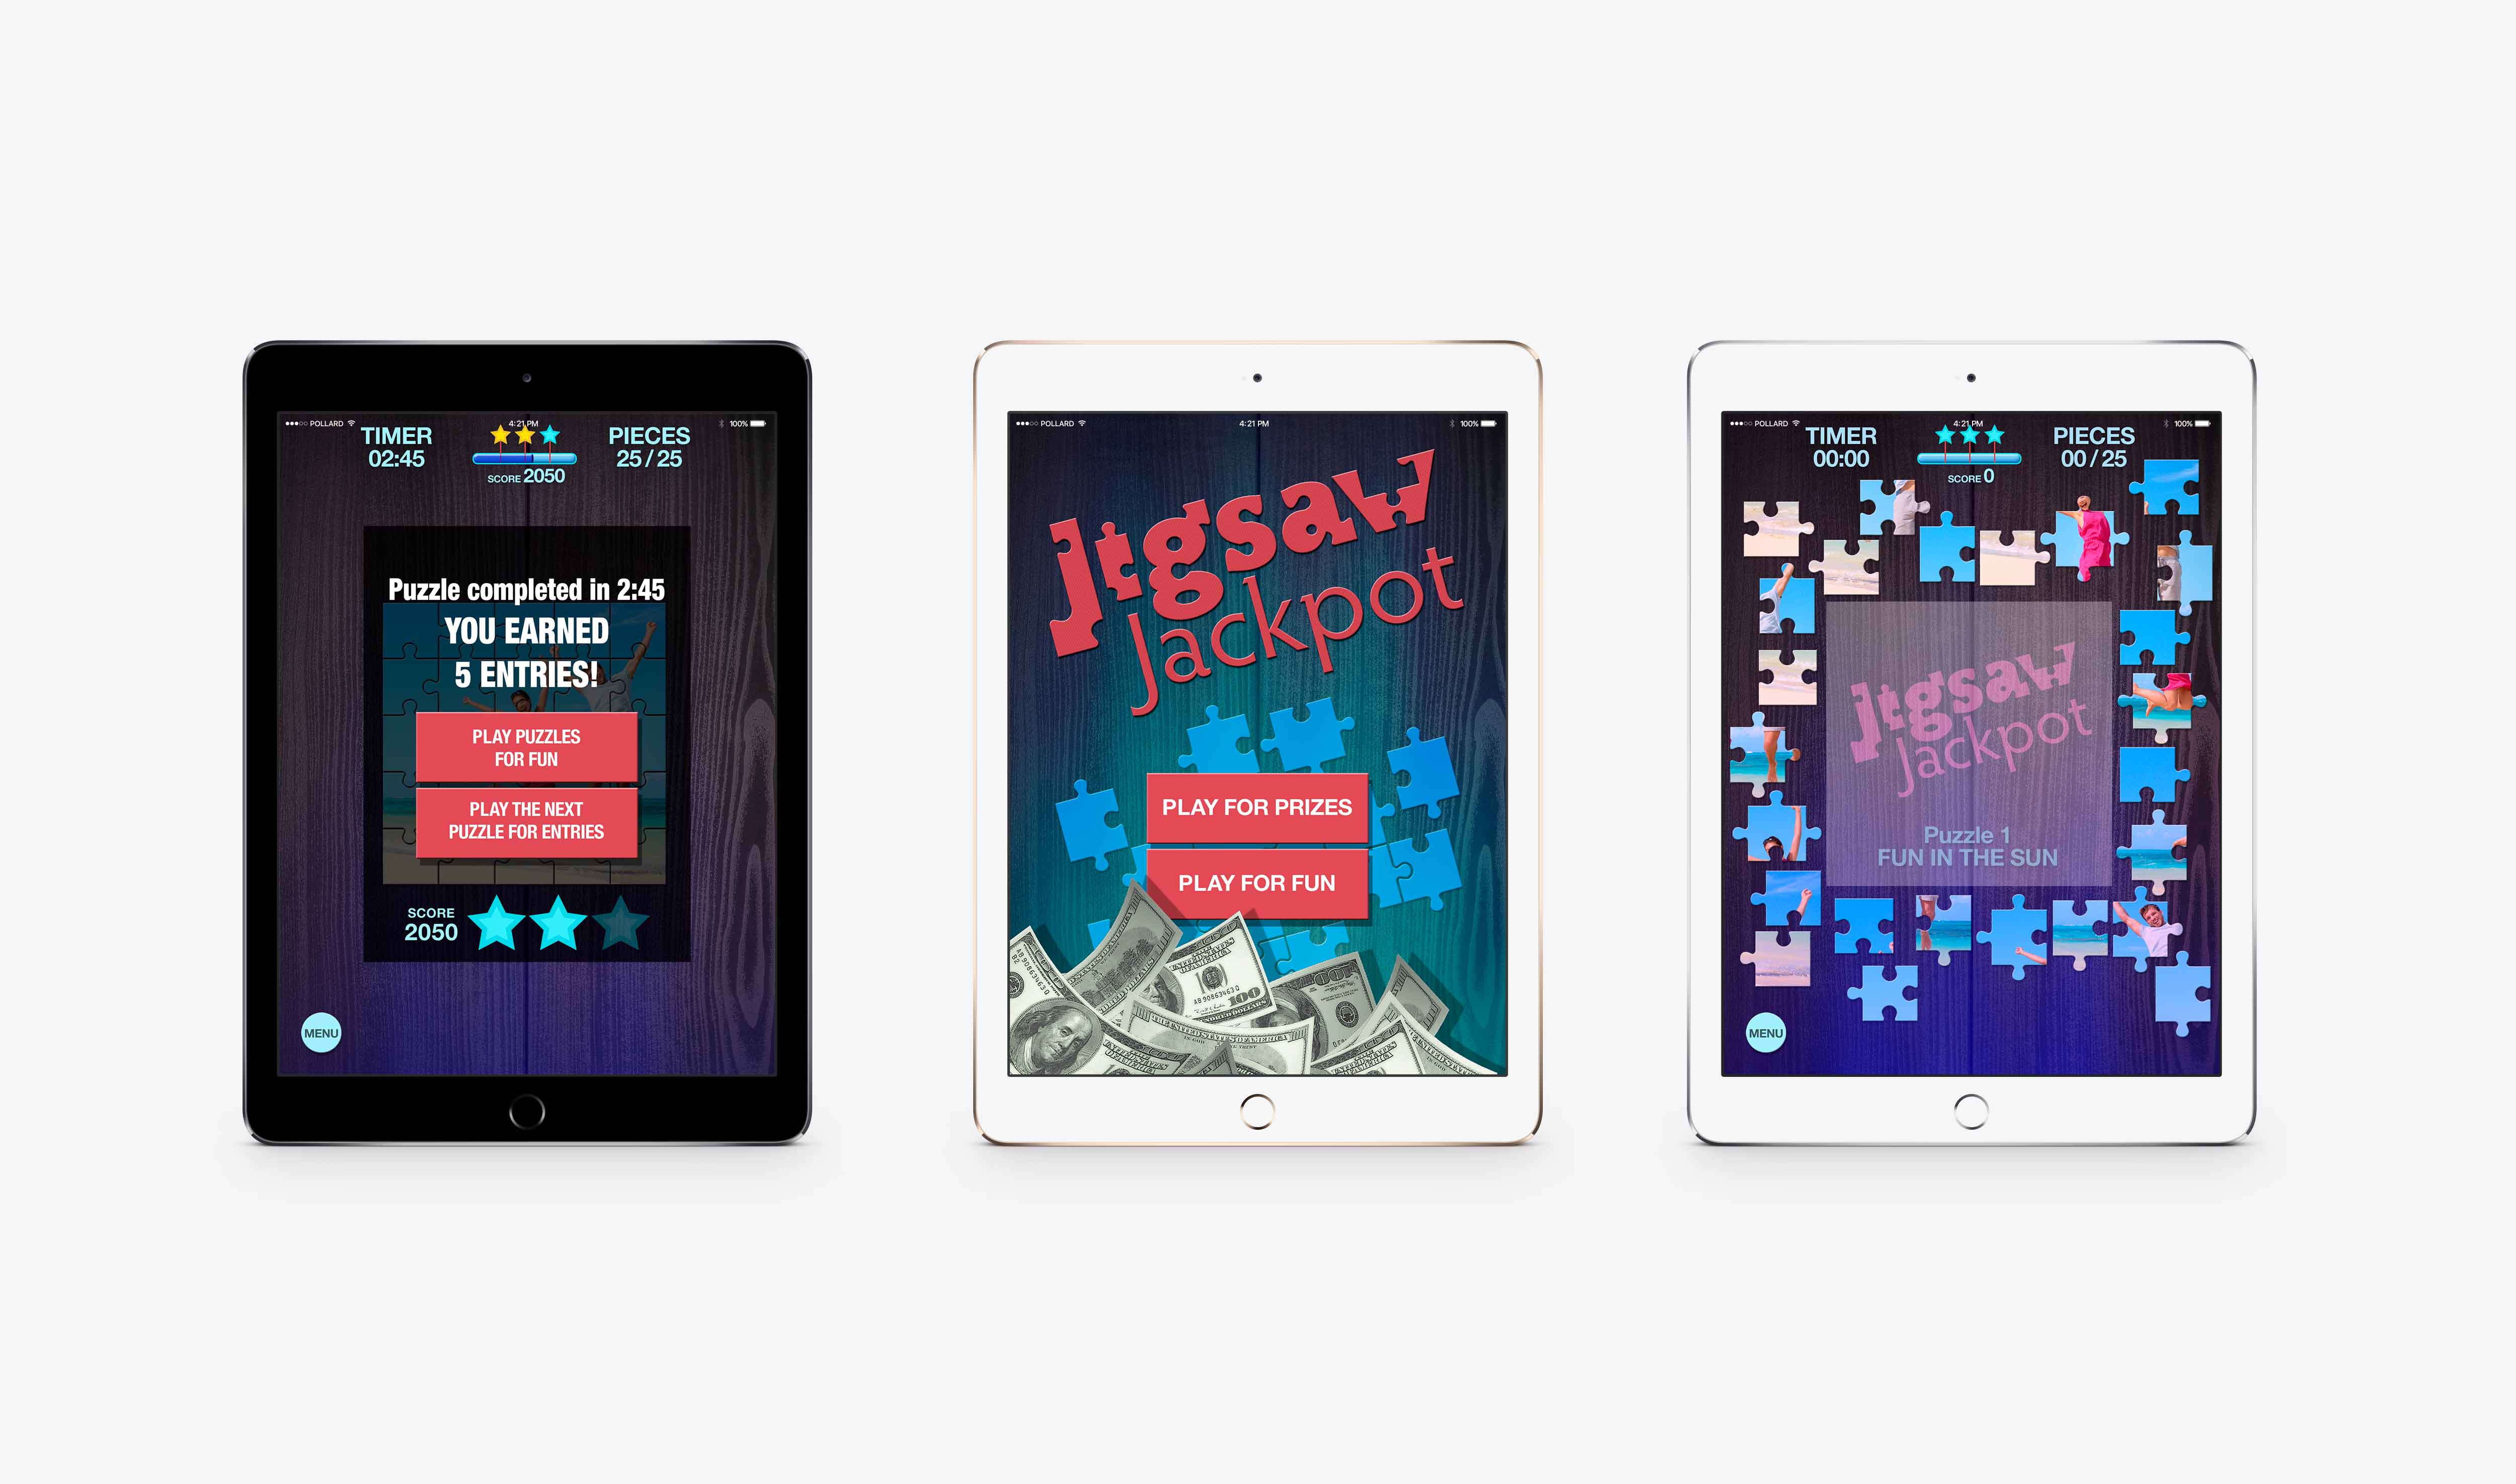 POLLARD
4:21 PM
100%
TIMER
02:45
SCORE 2050
PIECES
25 / 25
Puzzle completed in 2:45
YOU EARNED
5 ENTRIES!
PLAY PUZZLES
FOR FUN
PLAY THE NEXT
PUZZLE FOR ENTRIES
SCORE
2050
MENU
POLLARD
4:21 PM
100%
Jigsaw
Jackpot
PLAY FOR PRIZES
PLAY FOR FUN
AB 90863463 O
100
POLLARD
4:21 PM
100%
TIMER
00:00
SCORE 0
PIECES
00 / 25
Jigsaw
Jackpot
Puzzle 1
FUN IN THE SUN
MENU